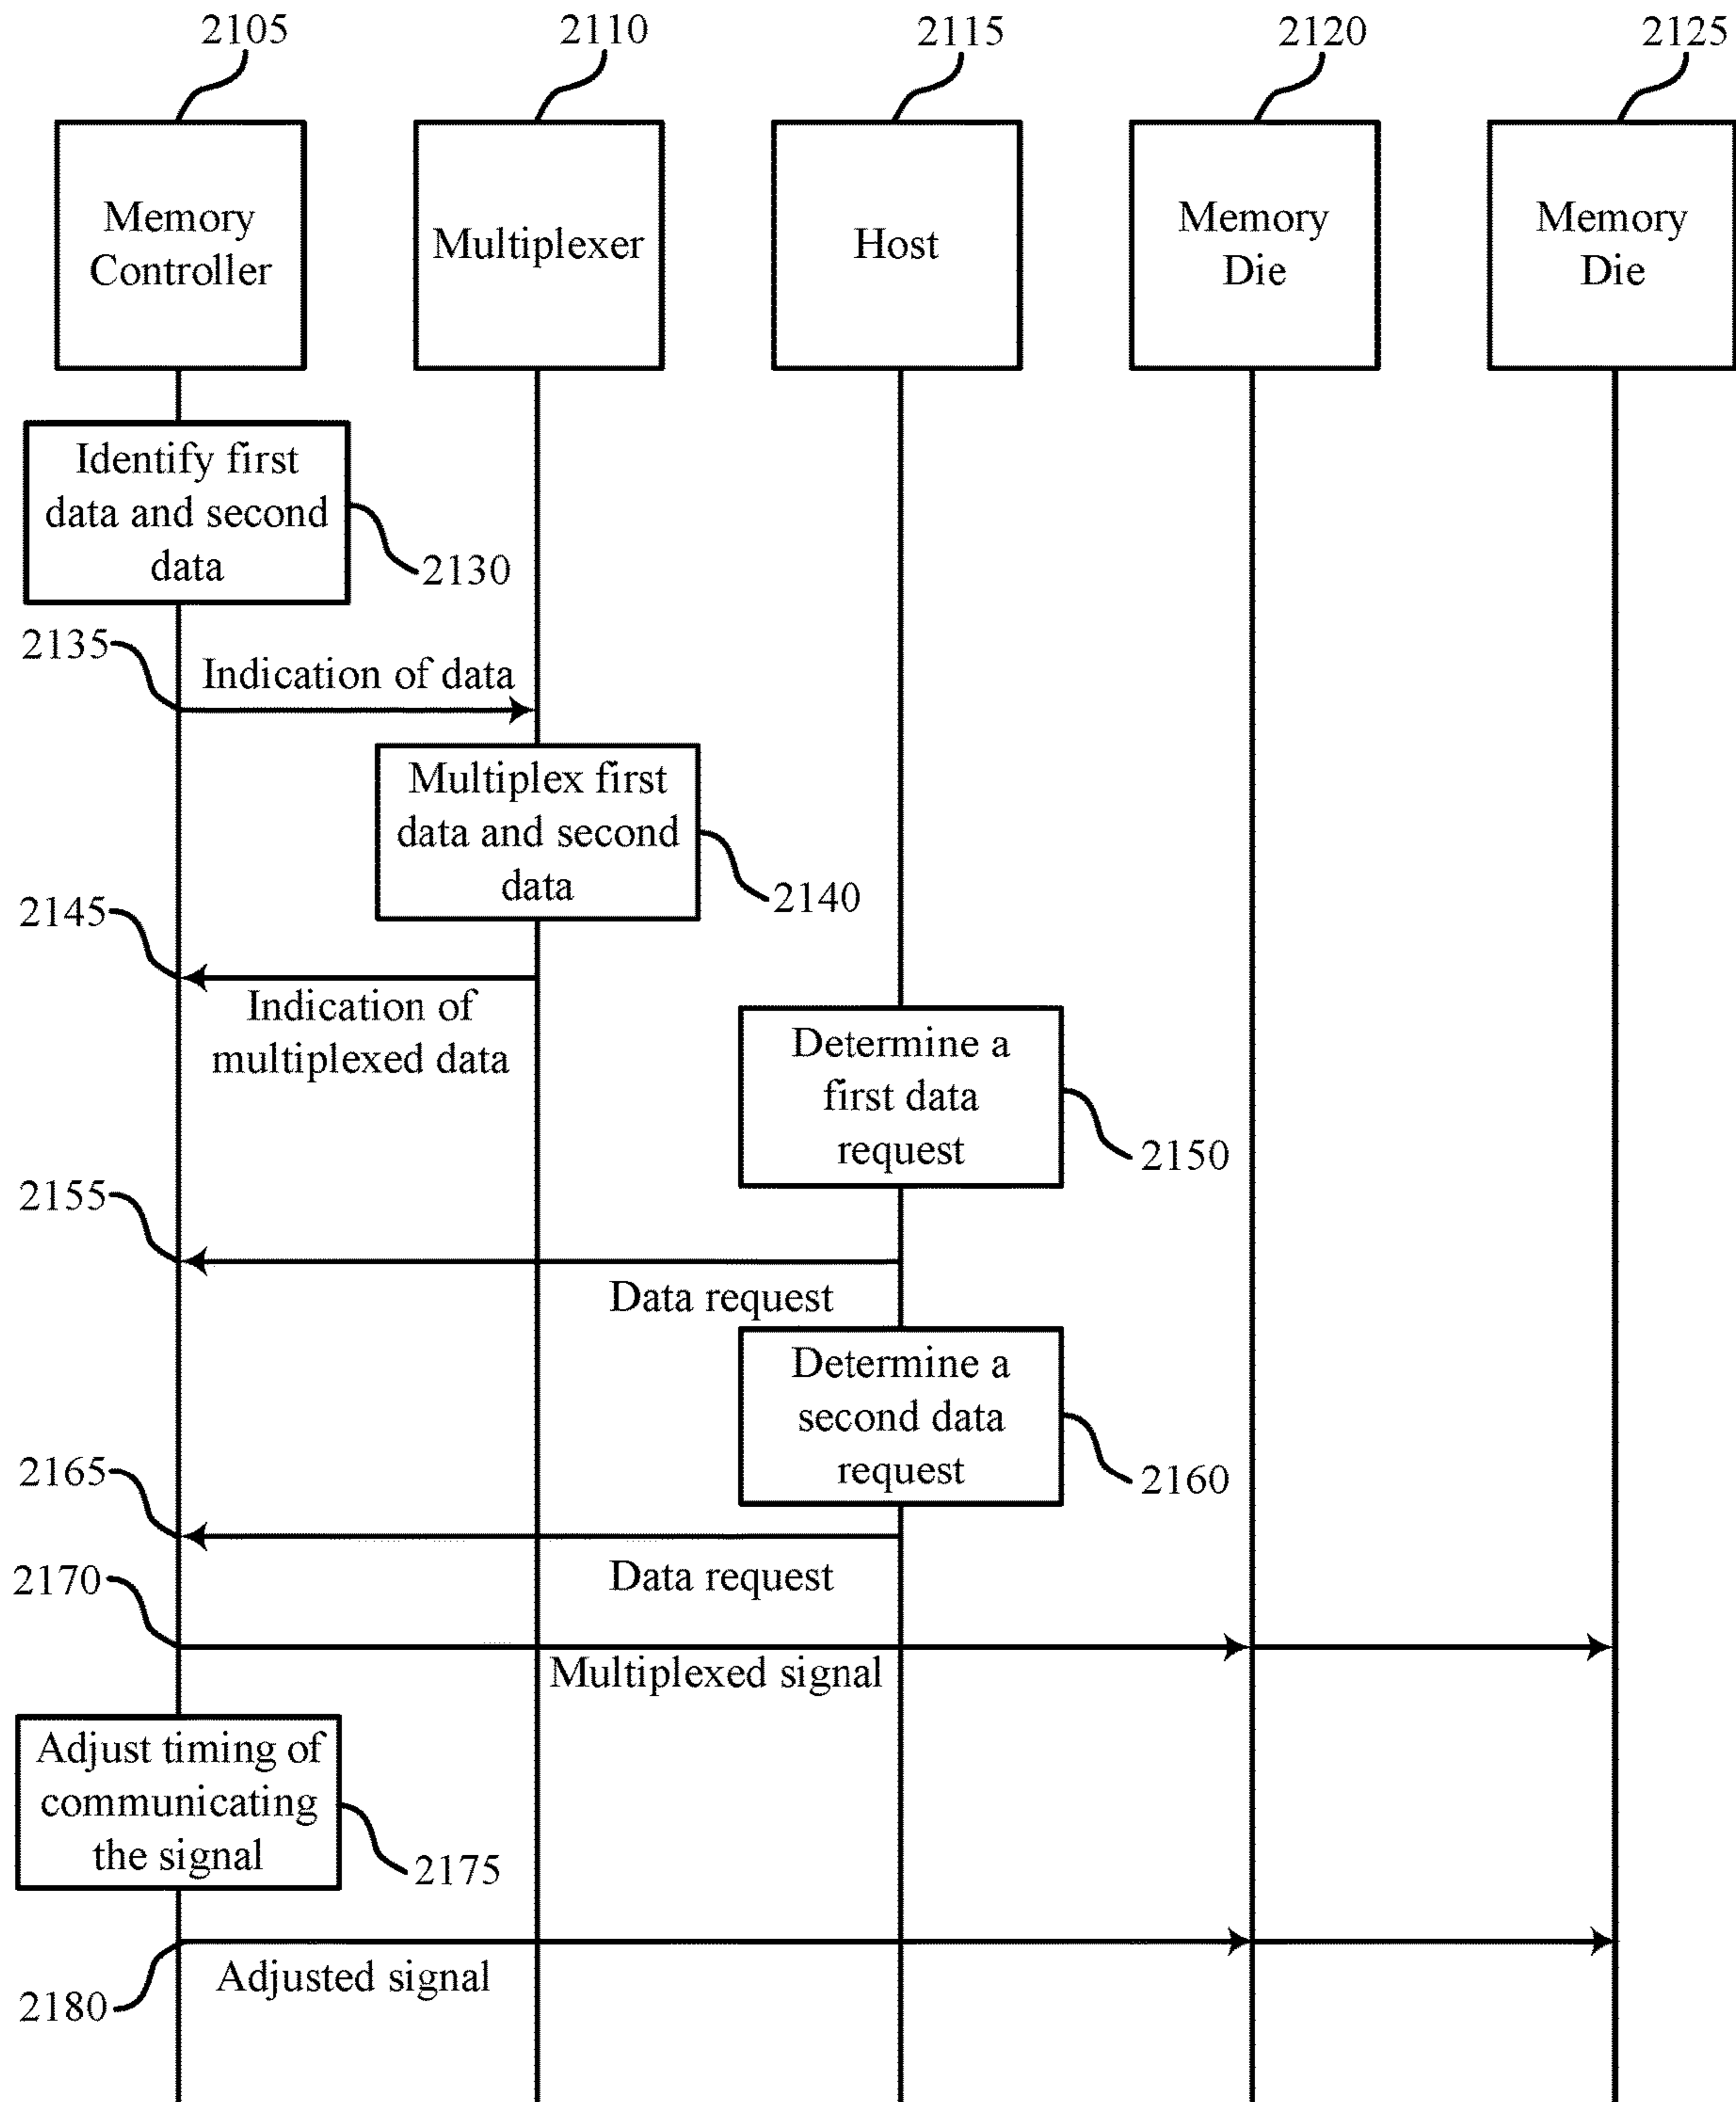 2105
2110
2115
2120
2125
Memory
Controller
Multiplexer
Host
Memory
Die
Memory
Die
Identify first
data and second
data
2130
2135
Indication of data
Multiplex first
data and second
data
2140
2145
Indication of
multiplexed data
Determine a
first data
request
2150
2155
Data request
Determine a
second data
request
2160
2165
Data request
2170
Multiplexed signal
Adjust timing of
communicating
the signal
2175
Adjusted signal
2180